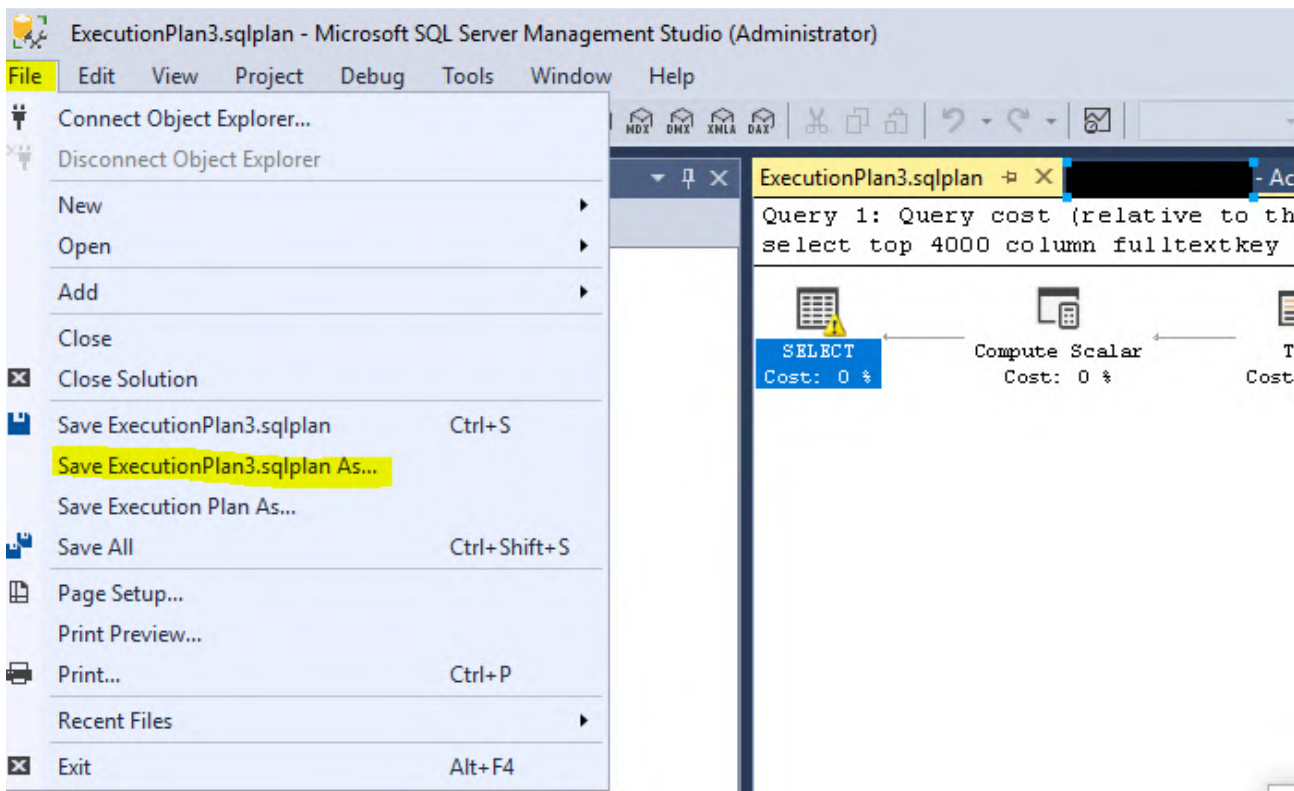 ExecutionPlan3.sqlplan - Microsoft SQL Server Management Studio (Administrator)
File Edit View Project Debug Tools Window Help
MDX DMX XMLA DAX
Connect Object Explorer...
Disconnect Object Explorer
New
Open
Add
Close
Close Solution
Save ExecutionPlan3.sqlplan Ctrl+S
Save ExecutionPlan3.sqlplan As...
Save Execution Plan As...
Save All Ctrl+Shift+S
Page Setup...
Print Preview...
Print... Ctrl+P
Recent Files
Exit Alt+F4
ExecutionPlan3.sqlplan - Ac
Query 1: Query cost (relative to th
select top 4000 column fulltextkey
SELECT
Cost: 0 %
Compute Scalar
Cost: 0 %
T
Cost